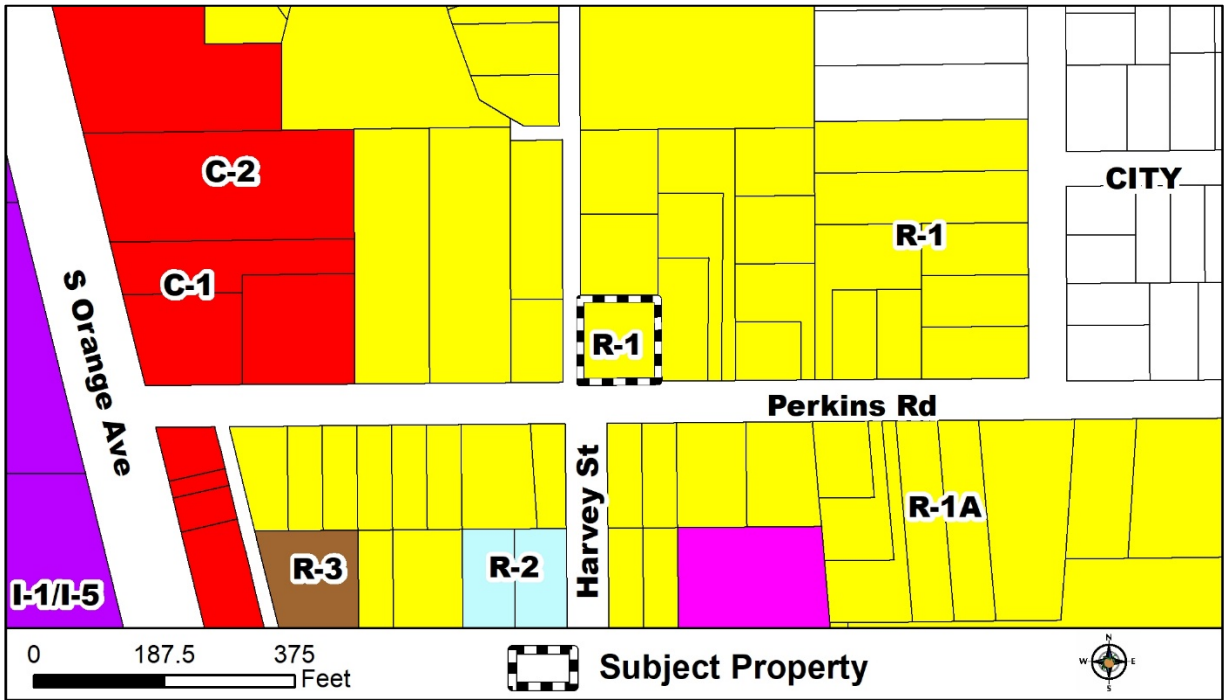 C-2
CITY
R-1
C-1
S Orange Ave
R-1
Perkins Rd
Harvey St
R-1A
R-3
R-2
I-1/I-5
0 187.5 375
Feet
Subject Property
N
W E
S